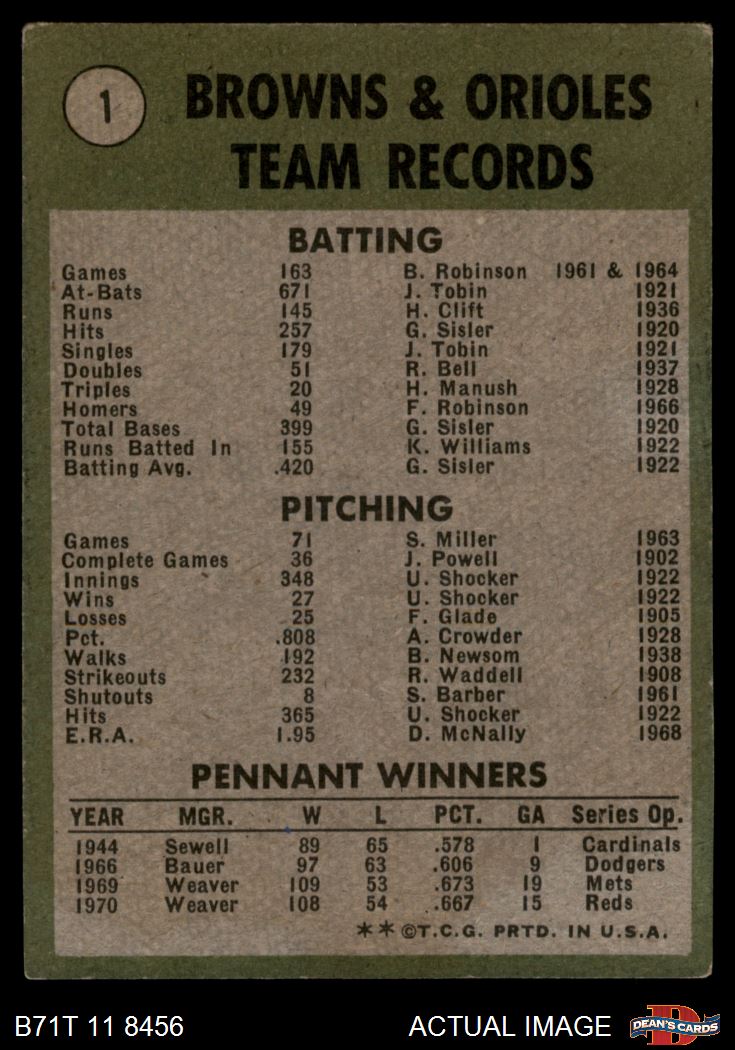 1 BROWNS & ORIOLES
TEAM RECORDS
BATTING
Games 163 B. Robinson 1961 & 1964
At-Bats 671 J. Tobin 1921
Runs 145 H. Clift 1936
Hits 257 G. Sisler 1920
Singles 179 J. Tobin 1921
Doubles 51 R. Bell 1937
Triples 20 H. Manush 1928
Homers 49 F. Robinson 1966
Total Bases 399 G. Sisler 1920
Runs Batted In 155 K. Williams 1922
Batting Avg. .420 G. Sisler 1922
PITCHING
Games 71 S. Miller 1963
Complete Games 36 J. Powell 1902
Innings 348 U. Shocker 1922
Wins 27 U. Shocker 1922
Losses 25 F. Glade 1905
Pct. .808 A. Crowder 1928
Walks 192 B. Newsom 1938
Strikeouts 232 R. Waddell 1908
Shutouts 8 S. Barber 1961
Hits 365 U. Shocker 1922
E.R.A. 1.95 D. McNally 1968
PENNANT WINNERS
YEAR MGR. W L PCT. GA Series Op.
1944 Sewell 89 65 .578 1 Cardinals
1966 Bauer 97 63 .606 9 Dodgers
1969 Weaver 109 53 .673 19 Mets
1970 Weaver 108 54 .667 15 Reds
**©T.C.G. PRTD. IN U.S.A.
B71T 11 8456 ACTUAL IMAGE DEAN'S CARDS